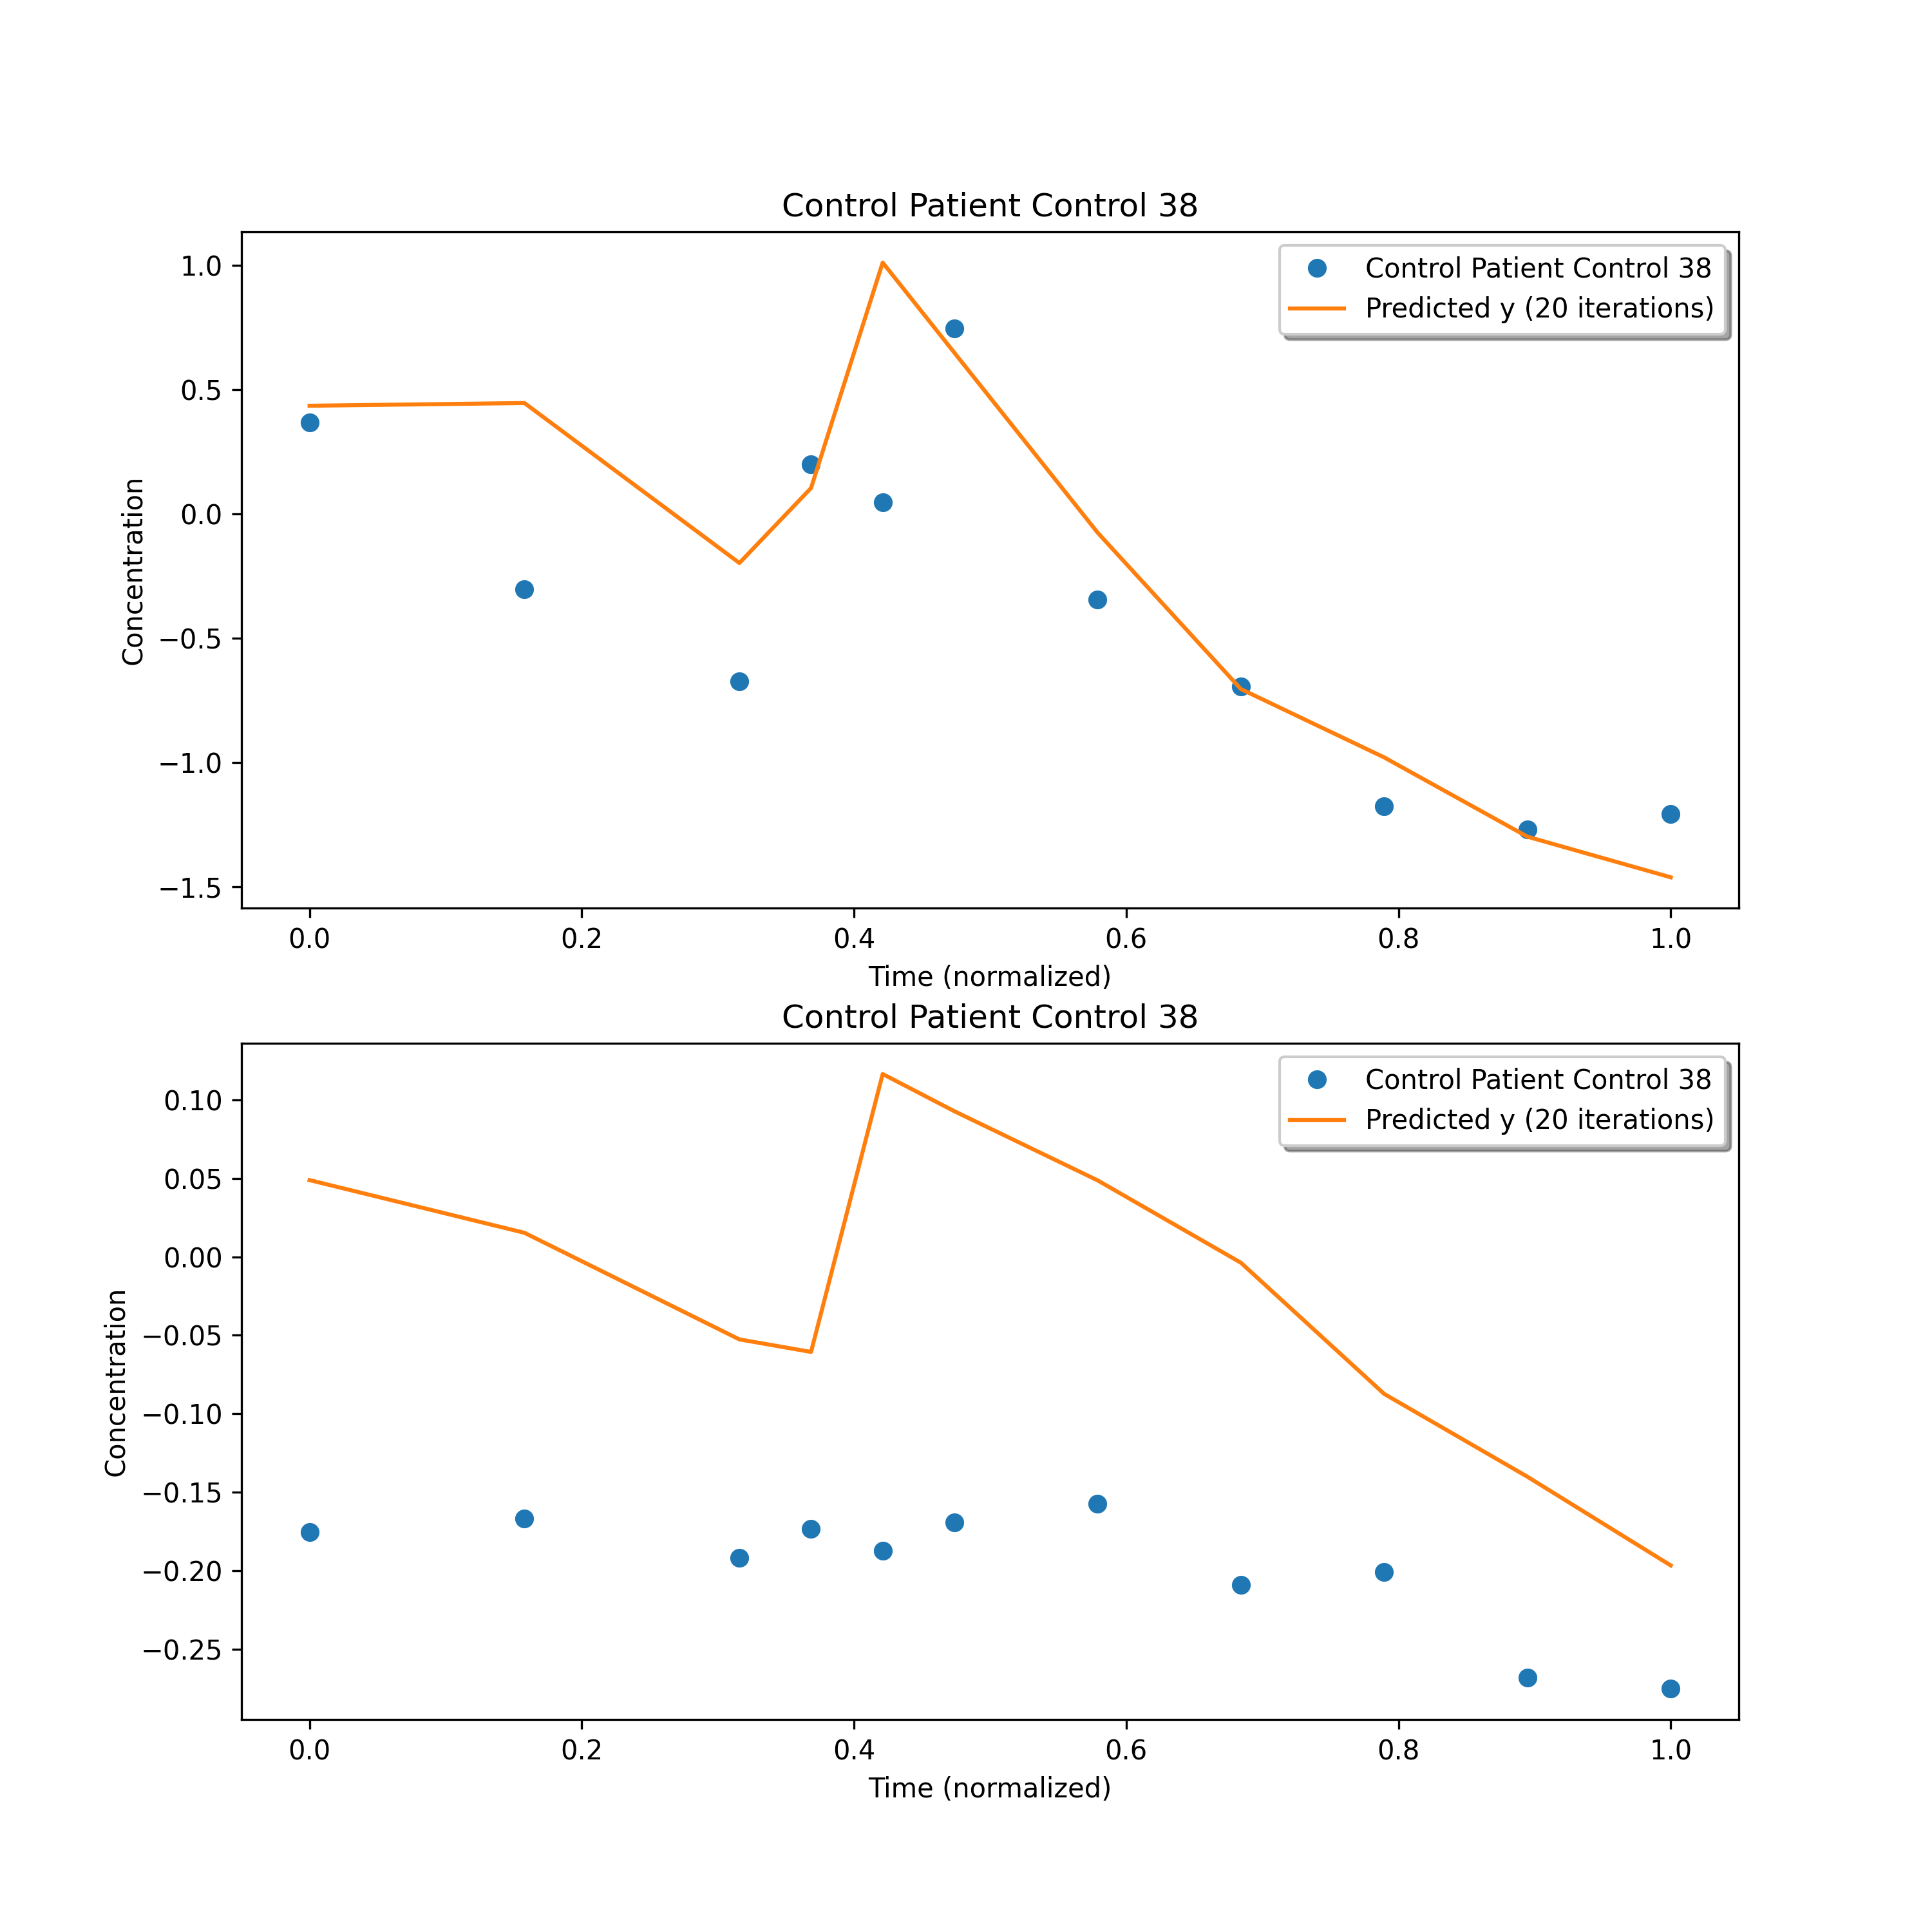 Control Patient Control 38
Control Patient Control 38
Predicted y (20 iterations)
1.0
0.5
0.0
−0.5
−1.0
−1.5
Concentration
0.0 0.2 0.4 0.6 0.8 1.0
Time (normalized)
Control Patient Control 38
Control Patient Control 38
Predicted y (20 iterations)
0.10
0.05
0.00
−0.05
−0.10
−0.15
−0.20
−0.25
Concentration
0.0 0.2 0.4 0.6 0.8 1.0
Time (normalized)